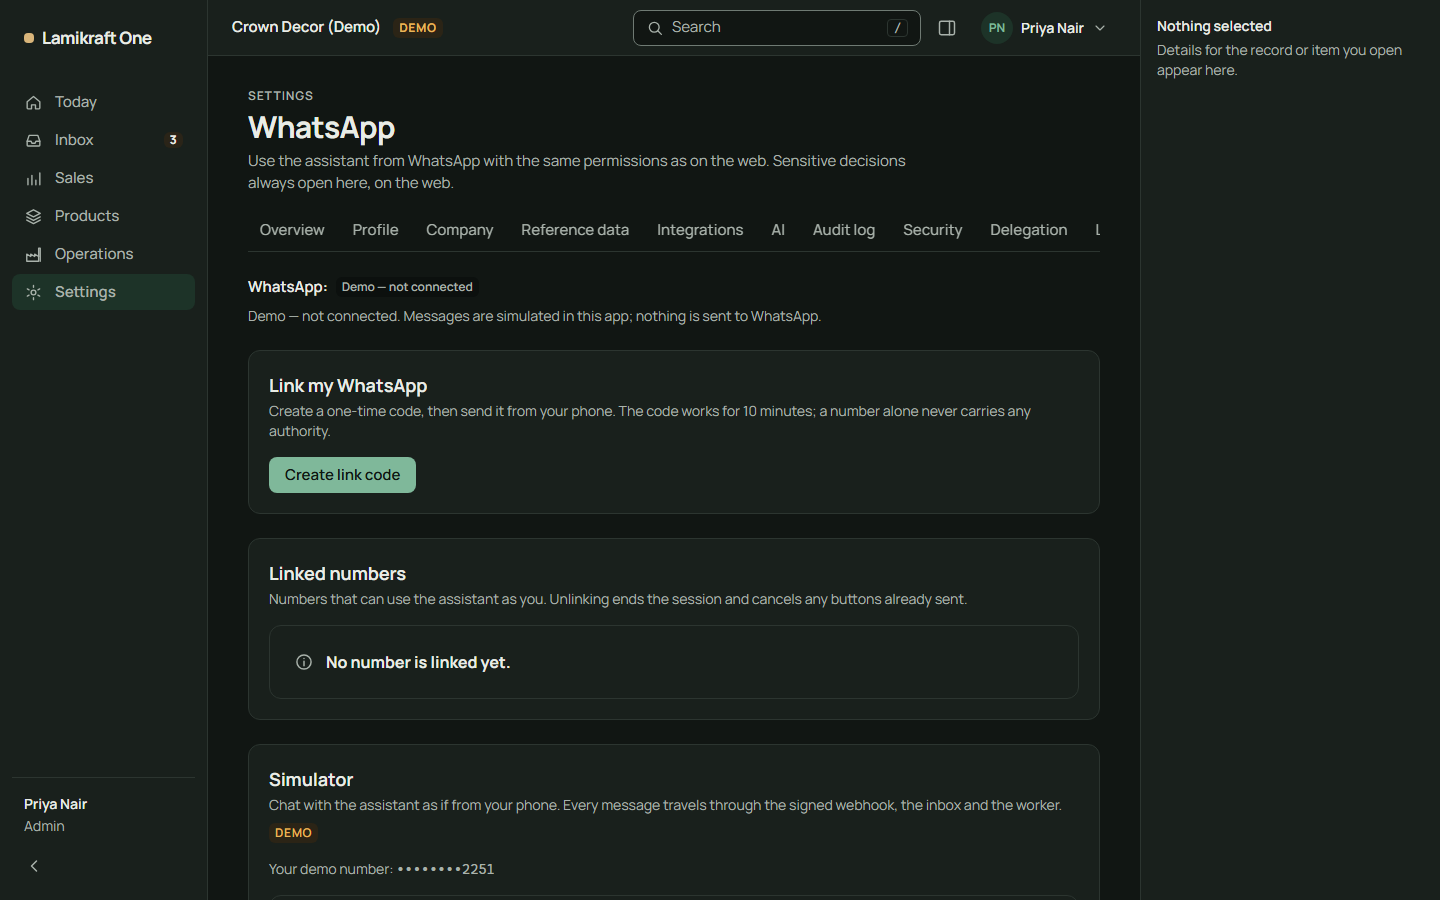 Lamikraft One
Today
Inbox 3
Sales
Products
Operations
Settings
Priya Nair
Admin
Crown Decor (Demo) DEMO
Search /
PN Priya Nair
SETTINGS
WhatsApp
Use the assistant from WhatsApp with the same permissions as on the web. Sensitive decisions
always open here, on the web.
Overview Profile Company Reference data Integrations AI Audit log Security Delegation
WhatsApp: Demo — not connected
Demo — not connected. Messages are simulated in this app; nothing is sent to WhatsApp.
Link my WhatsApp
Create a one-time code, then send it from your phone. The code works for 10 minutes; a number alone never carries any
authority.
Create link code
Linked numbers
Numbers that can use the assistant as you. Unlinking ends the session and cancels any buttons already sent.
No number is linked yet.
Simulator
Chat with the assistant as if from your phone. Every message travels through the signed webhook, the inbox and the worker.
DEMO
Your demo number: ••••••••2251
Nothing selected
Details for the record or item you open
appear here.